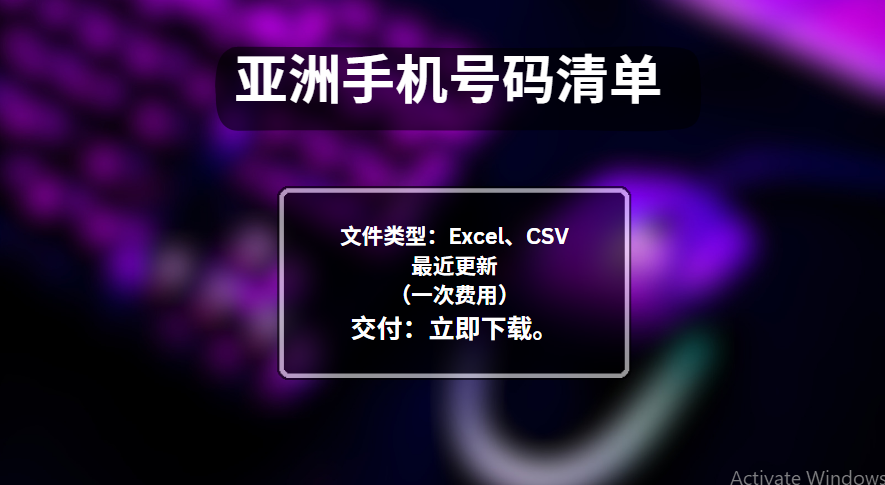 亚洲手机号码清单
文件类型：Excel、CSV
最近更新
（一次费用）
交付：立即下载。
Activate Windows